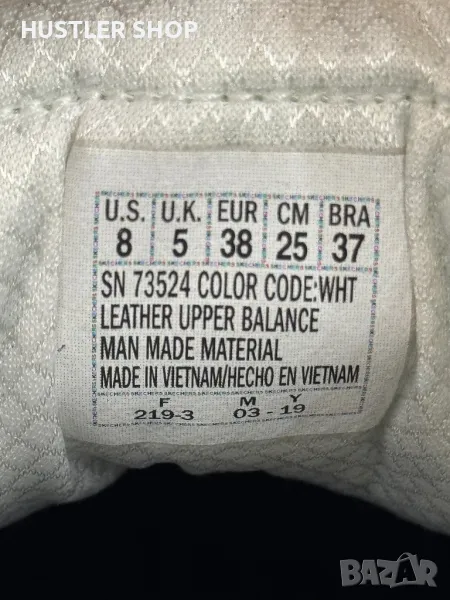 HUSTLER SHOP
U.S. U.K. EUR CM BRA
8 5 38 25 37
SN 73524 COLOR CODE:WHT
LEATHER UPPER BALANCE
MAN MADE MATERIAL
MADE IN VIETNAM/HECHO EN VIETNAM
F M Y
219-3 03 - 19
BAZAR